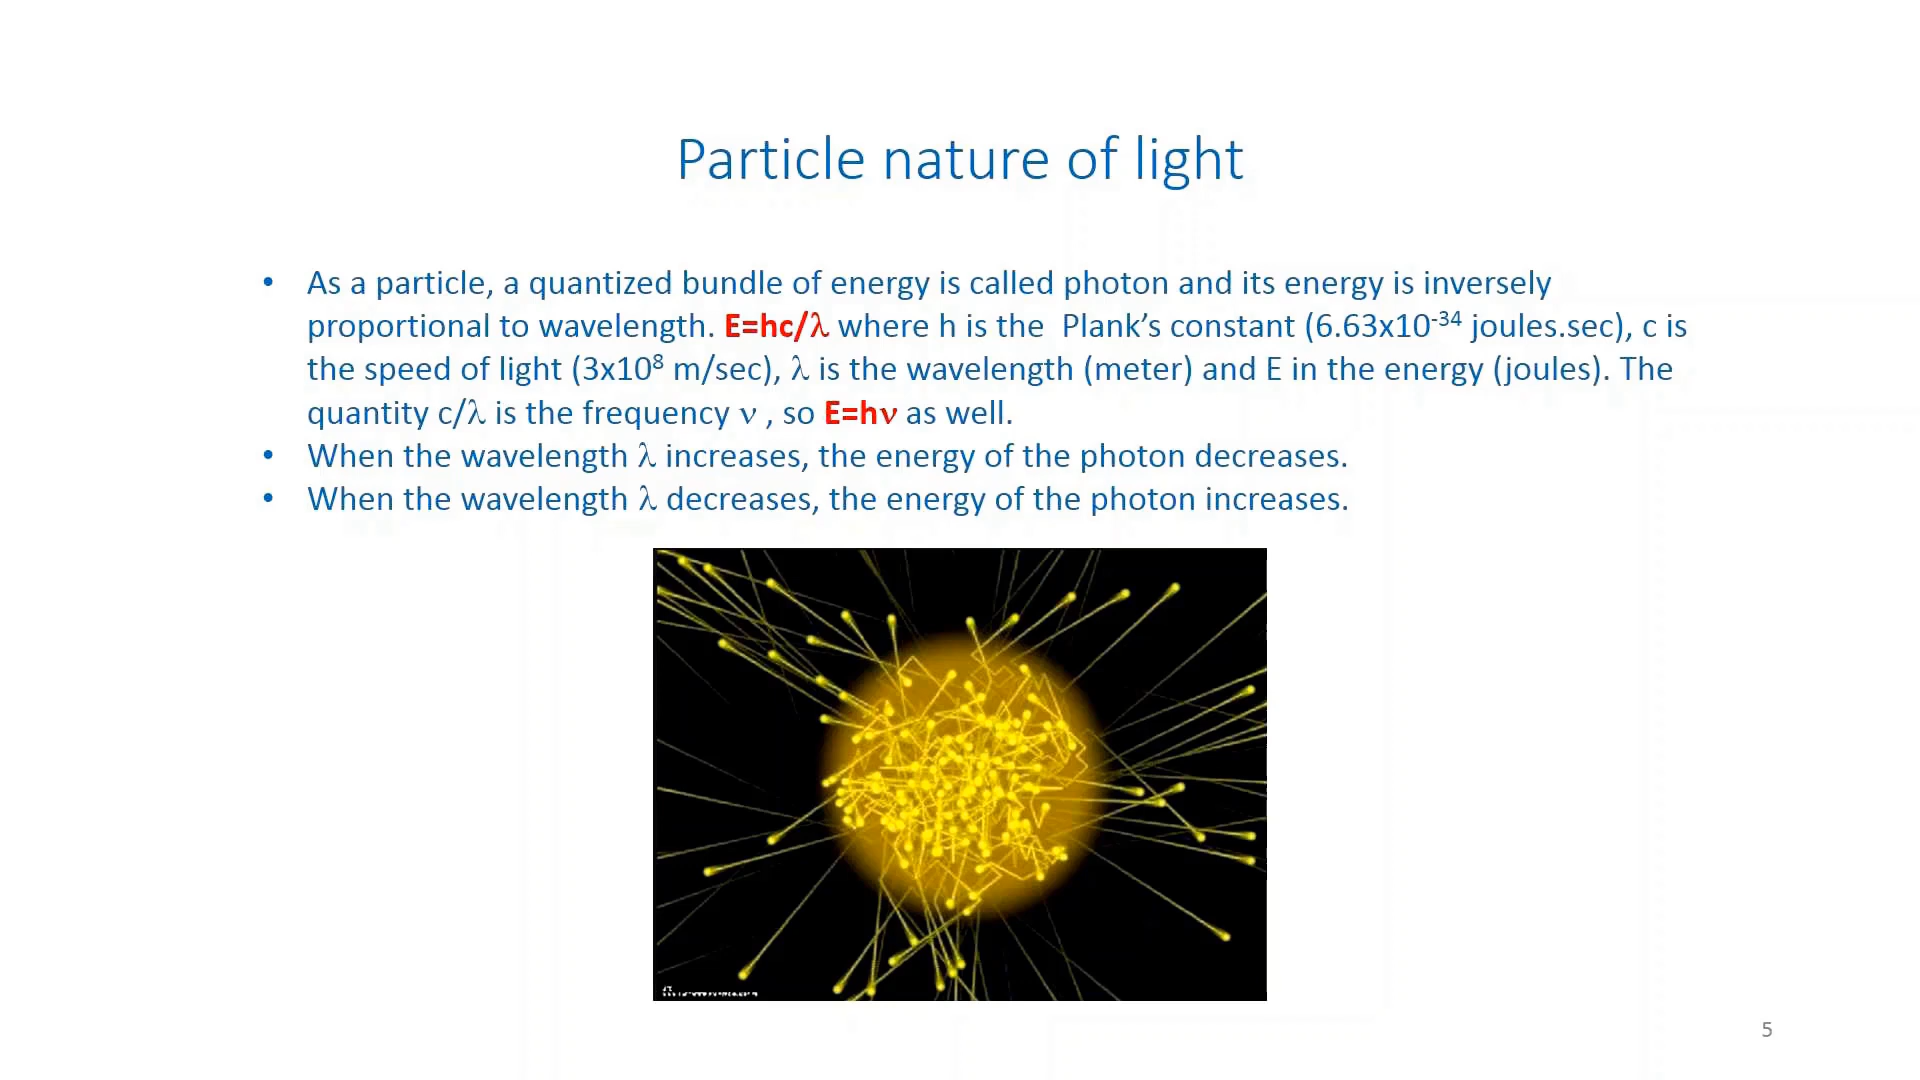 Particle nature of light
• As a particle, a quantized bundle of energy is called photon and its energy is inversely
proportional to wavelength. E=hc/λ where h is the  Plank’s constant (6.63x10⁻³⁴ joules.sec), c is
the speed of light (3x10⁸ m/sec), λ is the wavelength (meter) and E in the energy (joules). The
quantity c/λ is the frequency ν , so E=hν as well.
• When the wavelength λ increases, the energy of the photon decreases.
• When the wavelength λ decreases, the energy of the photon increases.
5